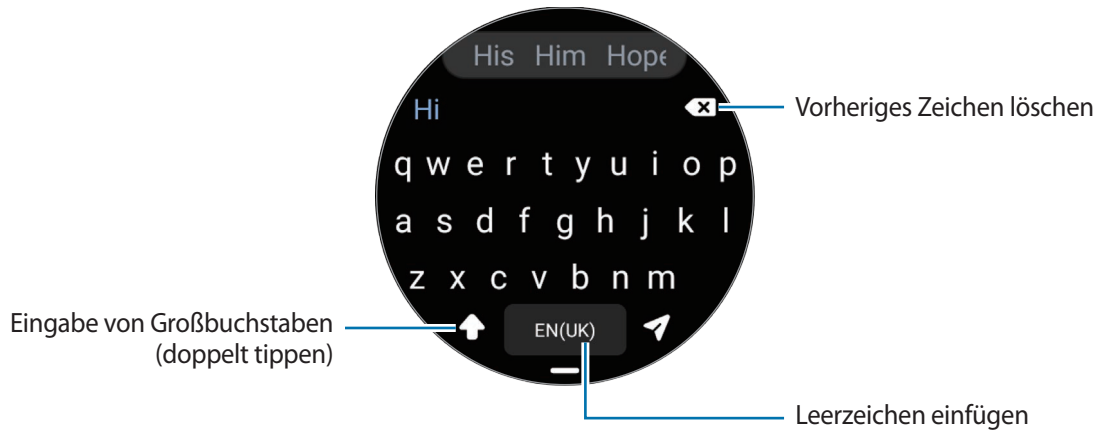 His Him Hope
Hi
Vorheriges Zeichen löschen
q w e r t y u i o p
a s d f g h j k l
z x c v b n m
Eingabe von Großbuchstaben
(doppelt tippen)
EN(UK)
Leerzeichen einfügen